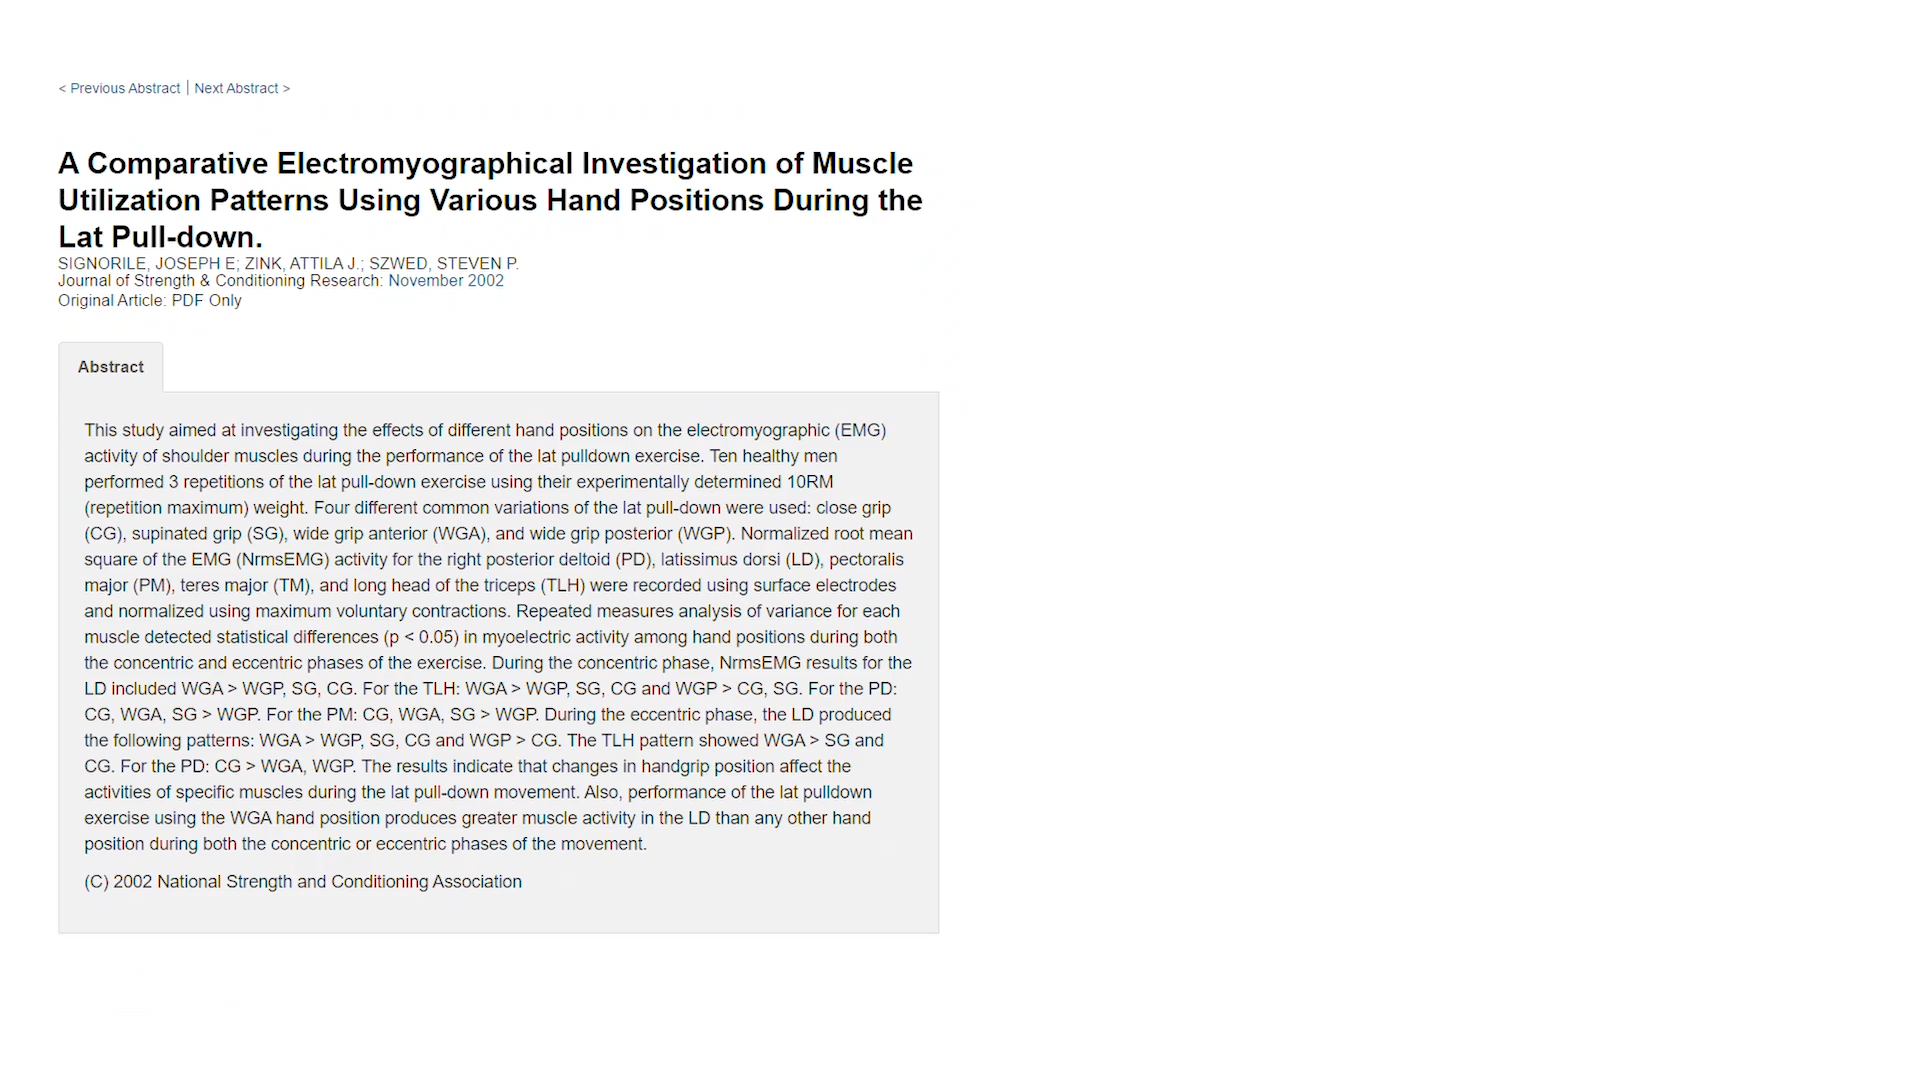 < Previous Abstract | Next Abstract >
A Comparative Electromyographical Investigation of Muscle
Utilization Patterns Using Various Hand Positions During the
Lat Pull-down.
SIGNORILE, JOSEPH E; ZINK, ATTILA J.; SZWED, STEVEN P.
Journal of Strength & Conditioning Research: November 2002
Original Article: PDF Only
Abstract
This study aimed at investigating the effects of different hand positions on the electromyographic (EMG)
activity of shoulder muscles during the performance of the lat pulldown exercise. Ten healthy men
performed 3 repetitions of the lat pull-down exercise using their experimentally determined 10RM
(repetition maximum) weight. Four different common variations of the lat pull-down were used: close grip
(CG), supinated grip (SG), wide grip anterior (WGA), and wide grip posterior (WGP). Normalized root mean
square of the EMG (NrmsEMG) activity for the right posterior deltoid (PD), latissimus dorsi (LD), pectoralis
major (PM), teres major (TM), and long head of the triceps (TLH) were recorded using surface electrodes
and normalized using maximum voluntary contractions. Repeated measures analysis of variance for each
muscle detected statistical differences (p < 0.05) in myoelectric activity among hand positions during both
the concentric and eccentric phases of the exercise. During the concentric phase, NrmsEMG results for the
LD included WGA > WGP, SG, CG. For the TLH: WGA > WGP, SG, CG and WGP > CG, SG. For the PD:
CG, WGA, SG > WGP. For the PM: CG, WGA, SG > WGP. During the eccentric phase, the LD produced
the following patterns: WGA > WGP, SG, CG and WGP > CG. The TLH pattern showed WGA > SG and
CG. For the PD: CG > WGA, WGP. The results indicate that changes in handgrip position affect the
activities of specific muscles during the lat pull-down movement. Also, performance of the lat pulldown
exercise using the WGA hand position produces greater muscle activity in the LD than any other hand
position during both the concentric or eccentric phases of the movement.
(C) 2002 National Strength and Conditioning Association